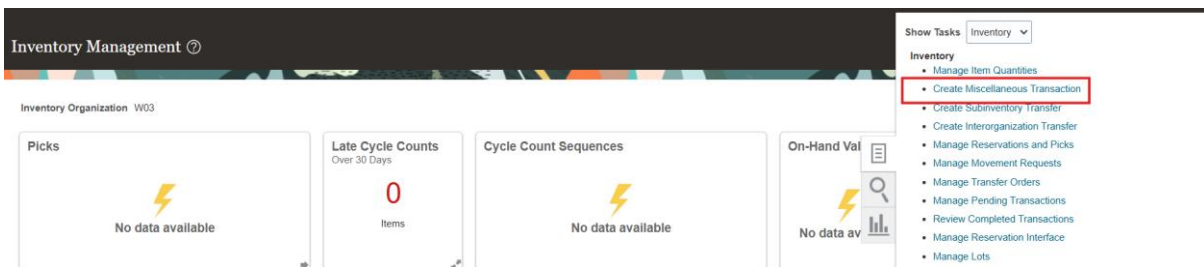 Inventory Management
Inventory Organization W03
Picks
No data available
Late Cycle Counts
Over 30 Days
0
Items
Cycle Count Sequences
No data available
On-Hand Val
No data av
Show Tasks Inventory
Inventory
Manage Item Quantities
Create Miscellaneous Transaction
Create Subinventory Transfer
Create Interorganization Transfer
Manage Reservations and Picks
Manage Movement Requests
Manage Transfer Orders
Manage Pending Transactions
Review Completed Transactions
Manage Reservation Interface
Manage Lots